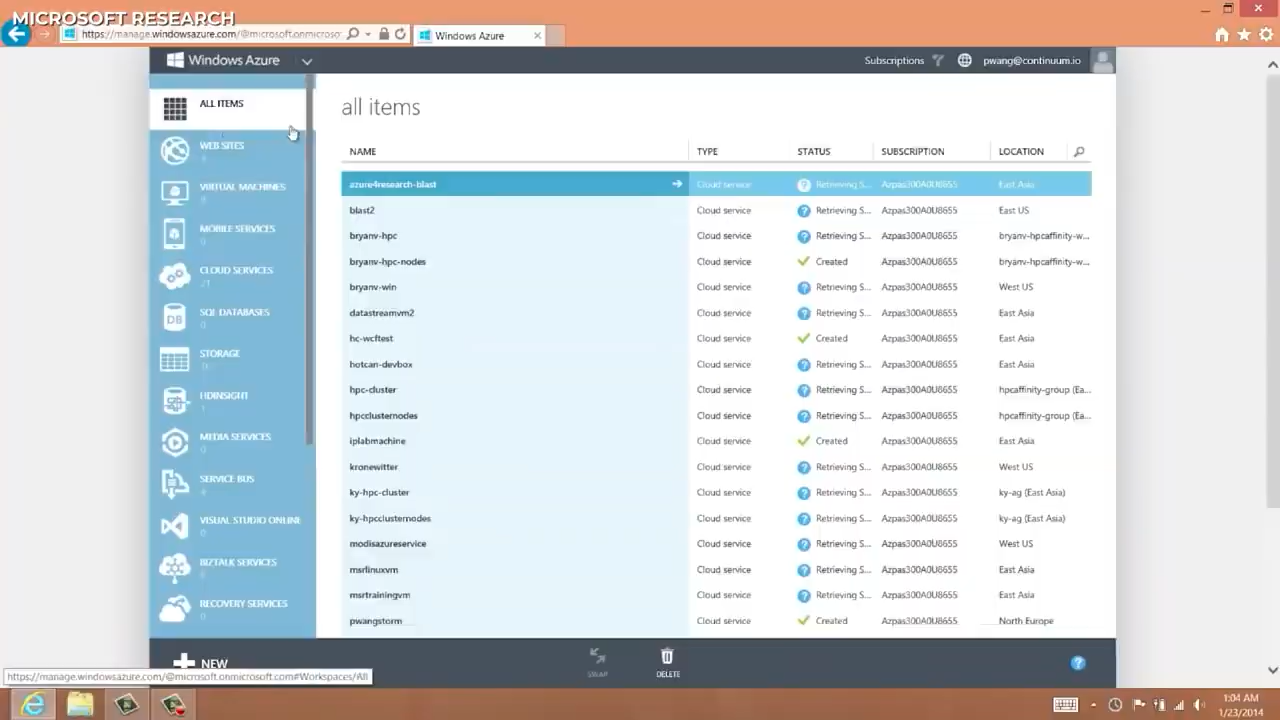 MICROSOFT RESEARCH
https://manage.windowsazure.com/@microsoft.onmicroso
Windows Azure
Windows Azure
Subscriptions
pwang@continuum.io
ALL ITEMS
WEB SITES
VIRTUAL MACHINES
MOBILE SERVICES
0
CLOUD SERVICES
21
SQL DATABASES
0
STORAGE
HDINSIGHT
1
MEDIA SERVICES
0
SERVICE BUS
VISUAL STUDIO ONLINE
0
BIZTALK SERVICES
RECOVERY SERVICES
0
all items
NAME TYPE STATUS SUBSCRIPTION LOCATION
azure4research-blast Cloud service Retrieving S... Azpas300A0U8655 East Asia
blast2 Cloud service Retrieving S... Azpas300A0U8655 East US
bryanv-hpc Cloud service Retrieving S... Azpas300A0U8655 bryanv-hpcaffinity-w...
bryanv-hpc-nodes Cloud service Created Azpas300A0U8655 bryanv-hpcaffinity-w...
bryanv-win Cloud service Retrieving S... Azpas300A0U8655 West US
datastreamvm2 Cloud service Retrieving S... Azpas300A0U8655 East Asia
hc-wcftest Cloud service Created Azpas300A0U8655 East Asia
hotcan-devbox Cloud service Retrieving S... Azpas300A0U8655 East Asia
hpc-cluster Cloud service Retrieving S... Azpas300A0U8655 hpcaffinity-group (Ea...
hpcclusternodes Cloud service Retrieving S... Azpas300A0U8655 hpcaffinity-group (Ea...
iplabmachine Cloud service Created Azpas300A0U8655 East Asia
kronewitter Cloud service Retrieving S... Azpas300A0U8655 West US
ky-hpc-cluster Cloud service Retrieving S... Azpas300A0U8655 ky-ag (East Asia)
ky-hpcclusternodes Cloud service Retrieving S... Azpas300A0U8655 ky-ag (East Asia)
modisazureservice Cloud service Retrieving S... Azpas300A0U8655 West US
msrlinuxvm Cloud service Retrieving S... Azpas300A0U8655 East Asia
msrtrainingvm Cloud service Retrieving S... Azpas300A0U8655 East Asia
pwangstorm Cloud service Created Azpas300A0U8655 North Europe
NEW
SWAP
DELETE
https://manage.windowsazure.com/@microsoft.onmicrosoft.com#Workspaces/All
1:04 AM
1/23/2014